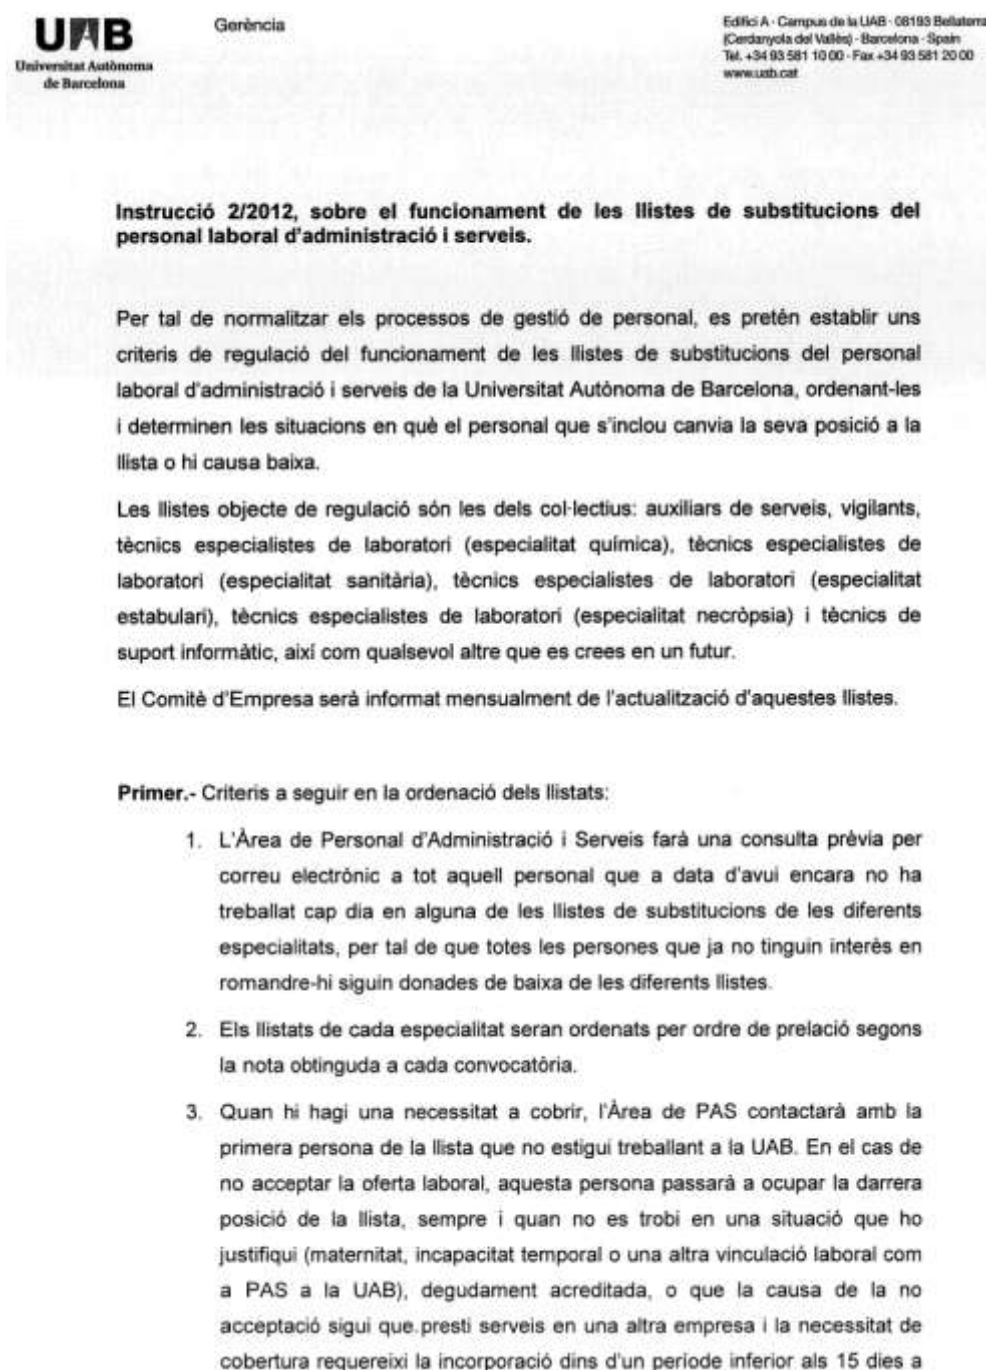 UAB
Universitat Autònoma
de Barcelona
Gerència
Edifici A · Campus de la UAB · 08193 Bellaterra
(Cerdanyola del Vallès) · Barcelona · Spain
Tel. +34 93 581 10 00 · Fax +34 93 581 20 00
www.uab.cat
Instrucció 2/2012, sobre el funcionament de les llistes de substitucions del
personal laboral d'administració i serveis.
Per tal de normalitzar els processos de gestió de personal, es pretén establir uns
criteris de regulació del funcionament de les llistes de substitucions del personal
laboral d'administració i serveis de la Universitat Autònoma de Barcelona, ordenant-les
i determinen les situacions en què el personal que s'inclou canvia la seva posició a la
llista o hi causa baixa.
Les llistes objecte de regulació són les dels col·lectius: auxiliars de serveis, vigilants,
tècnics especialistes de laboratori (especialitat química), tècnics especialistes de
laboratori (especialitat sanitària), tècnics especialistes de laboratori (especialitat
estabulari), tècnics especialistes de laboratori (especialitat necròpsia) i tècnics de
suport informàtic, així com qualsevol altre que es crees en un futur.
El Comitè d'Empresa serà informat mensualment de l'actualització d'aquestes llistes.
Primer.- Criteris a seguir en la ordenació dels llistats:
1. L'Àrea de Personal d'Administració i Serveis farà una consulta prèvia per
correu electrònic a tot aquell personal que a data d'avui encara no ha
treballat cap dia en alguna de les llistes de substitucions de les diferents
especialitats, per tal de que totes les persones que ja no tinguin interès en
romandre-hi siguin donades de baixa de les diferents llistes.
2. Els llistats de cada especialitat seran ordenats per ordre de prelació segons
la nota obtinguda a cada convocatòria.
3. Quan hi hagi una necessitat a cobrir, l'Àrea de PAS contactarà amb la
primera persona de la llista que no estigui treballant a la UAB. En el cas de
no acceptar la oferta laboral, aquesta persona passarà a ocupar la darrera
posició de la llista, sempre i quan no es trobi en una situació que ho
justifiqui (maternitat, incapacitat temporal o una altra vinculació laboral com
a PAS a la UAB), degudament acreditada, o que la causa de la no
acceptació sigui que presti serveis en una altra empresa i la necessitat de
cobertura requereixi la incorporació dins d'un període inferior als 15 dies a